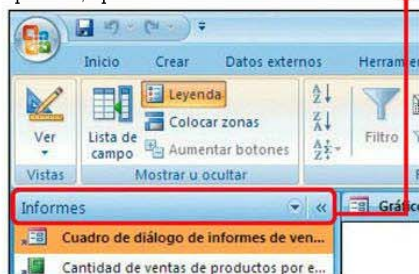 Inicio Crear Datos externos Herram
Ver
Lista de campo
Leyenda
Colocar zonas
Aumentar botones
Filtro
Vistas
Mostrar u ocultar
Informes
Gráfico
Cuadro de diálogo de informes de ven...
Cantidad de ventas de productos por e...